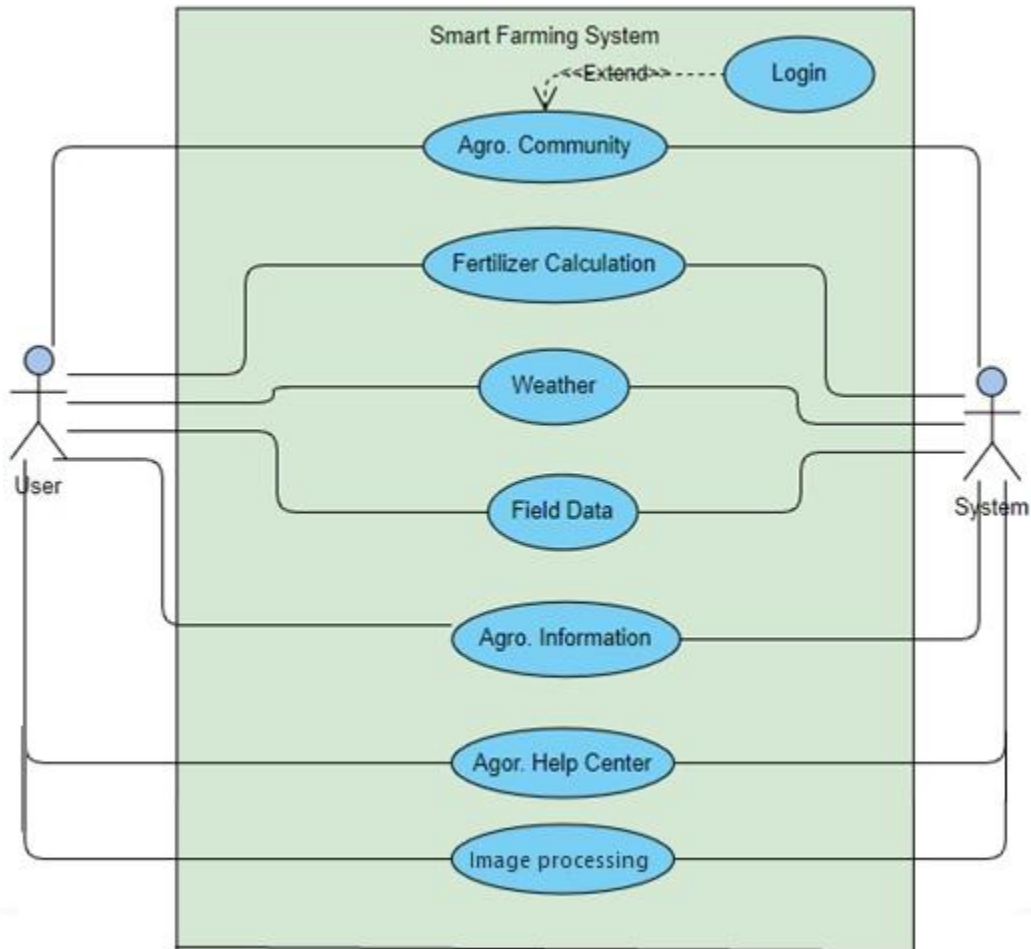 Smart Farming System
<<Extend>>
Login
Agro. Community
Fertilizer Calculation
Weather
User
Field Data
System
Agro. Information
Agor. Help Center
Image processing